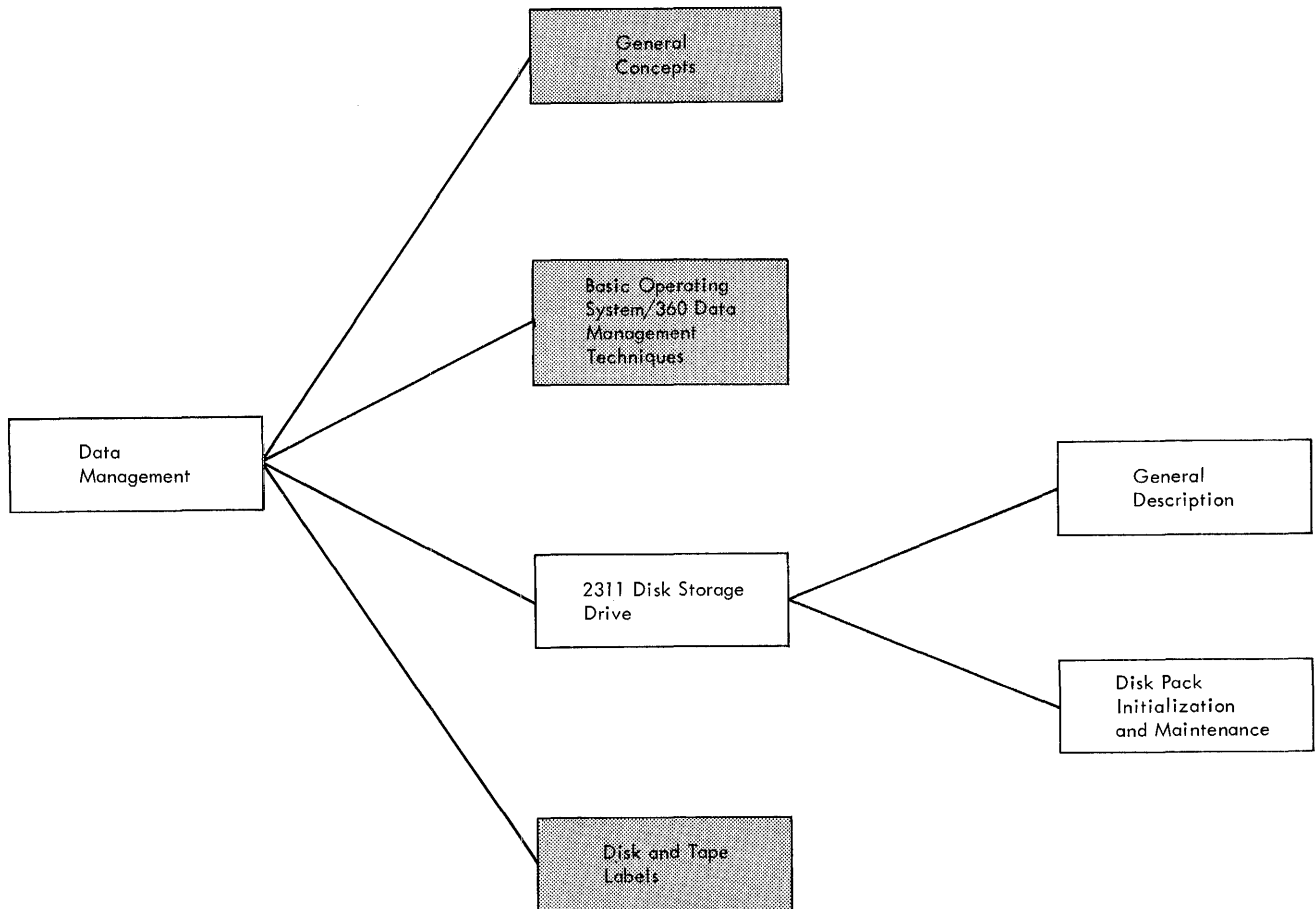 General
Concepts
Basic Operating
System/360 Data
Management
Techniques
Data
Management
2311 Disk Storage
Drive
General
Description
Disk Pack
Initialization
and Maintenance
Disk and Tape
Labels